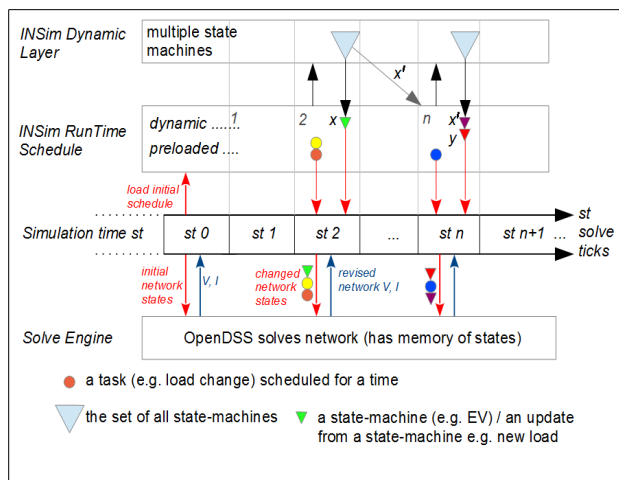 INSim Dynamic
Layer
multiple state
machines
x'
INSim RunTime
Schedule
1
2
x
n
x'
dynamic .......
preloaded ....
y
load initial
schedule
st
Simulation time st
st 0
st 1
st 2
...
st n
st n+1 ...
solve
ticks
initial
network
states
V, I
changed
network
states
revised
network V, I
Solve Engine
OpenDSS solves network (has memory of states)
a task (e.g. load change) scheduled for a time
the set of all state-machines
a state-machine (e.g. EV) / an update
from a state-machine e.g. new load